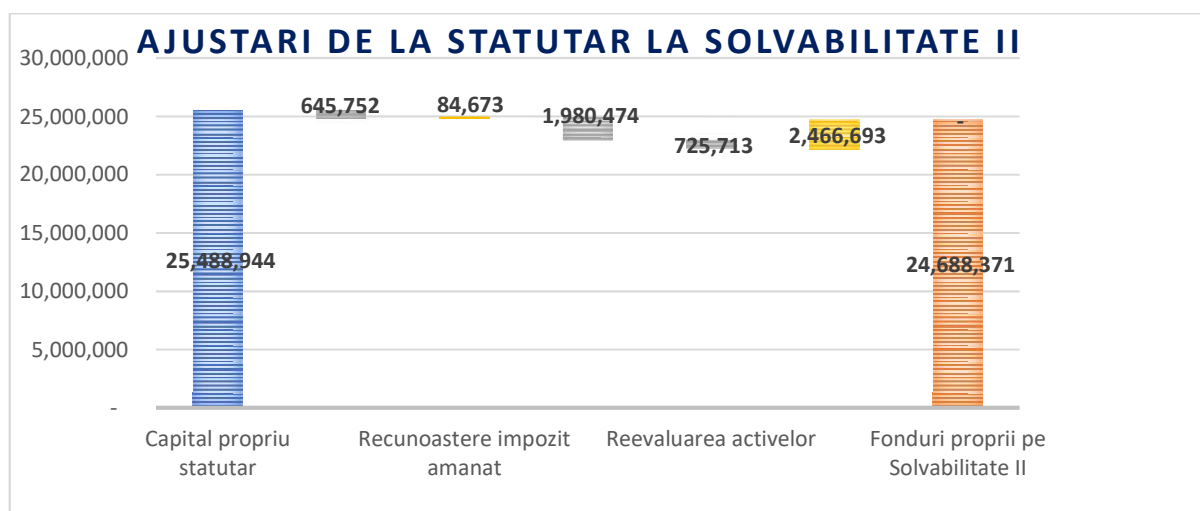 AJUSTARI DE LA STATUTAR LA SOLVABILITATE II
30,000,000
25,000,000
20,000,000
15,000,000
10,000,000
5,000,000
-
25,488,944
645,752
84,673
1,980,474
725,713
2,466,693
-
24,688,371
Capital propriu
statutar
Recunoastere impozit
amanat
Reevaluarea activelor
Fonduri proprii pe
Solvabilitate II